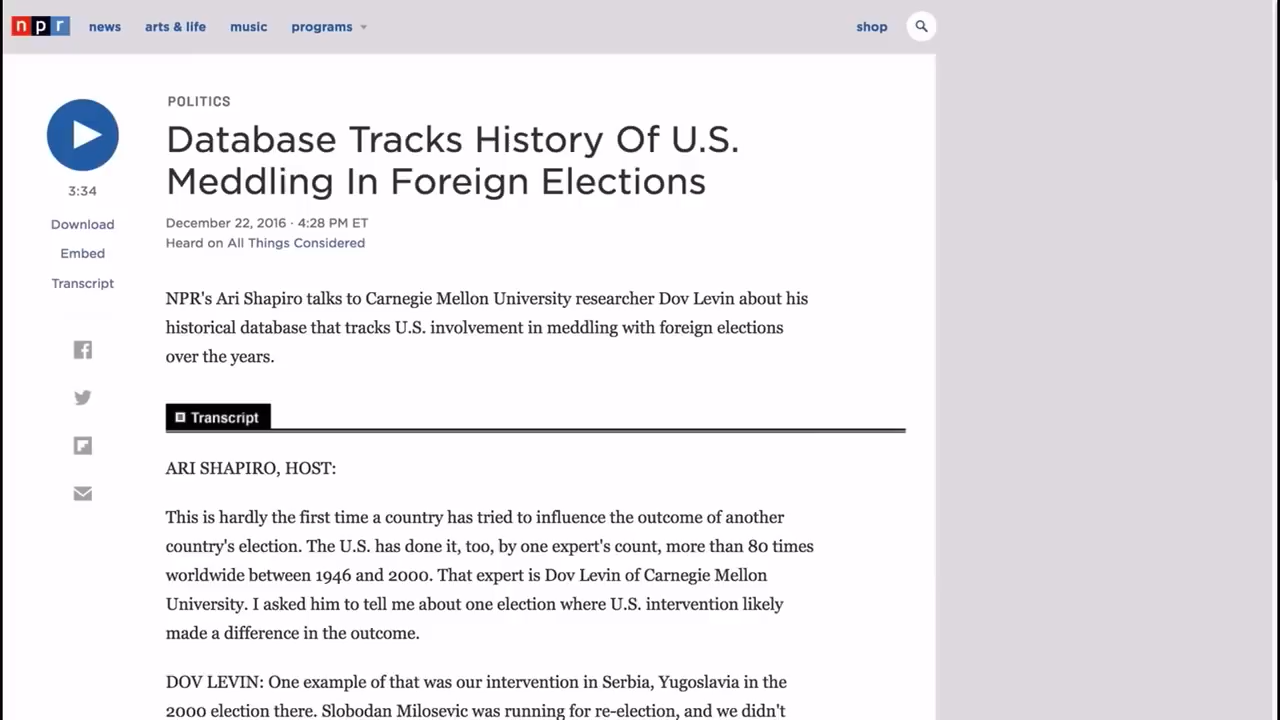 npr news arts & life music programs shop
POLITICS
Database Tracks History Of U.S.
Meddling In Foreign Elections
3:34
December 22, 2016 · 4:28 PM ET
Heard on All Things Considered
Download
Embed
Transcript
NPR's Ari Shapiro talks to Carnegie Mellon University researcher Dov Levin about his
historical database that tracks U.S. involvement in meddling with foreign elections
over the years.
Transcript
ARI SHAPIRO, HOST:
This is hardly the first time a country has tried to influence the outcome of another
country's election. The U.S. has done it, too, by one expert's count, more than 80 times
worldwide between 1946 and 2000. That expert is Dov Levin of Carnegie Mellon
University. I asked him to tell me about one election where U.S. intervention likely
made a difference in the outcome.
DOV LEVIN: One example of that was our intervention in Serbia, Yugoslavia in the
2000 election there. Slobodan Milosevic was running for re-election, and we didn't